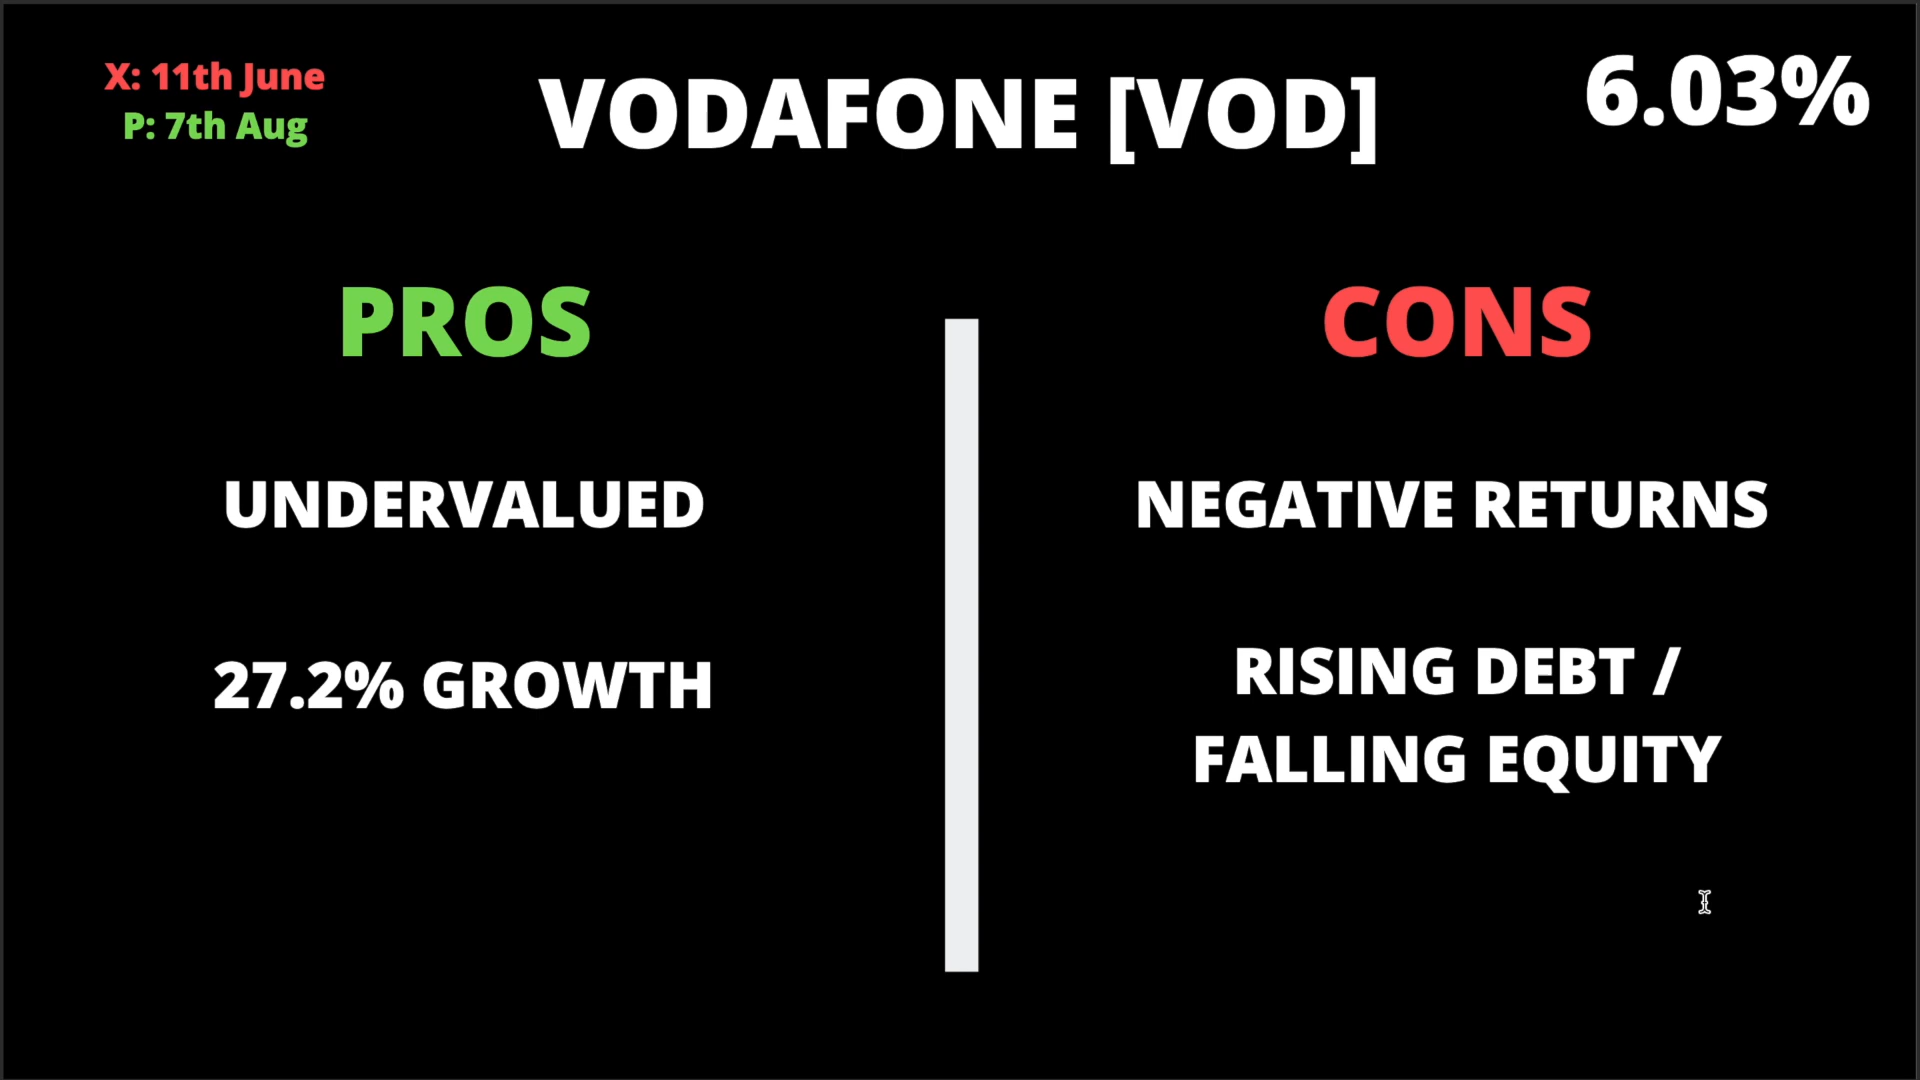 X: 11th June
P: 7th Aug
VODAFONE [VOD]
6.03%
PROS
CONS
UNDERVALUED
27.2% GROWTH
NEGATIVE RETURNS
RISING DEBT /
FALLING EQUITY